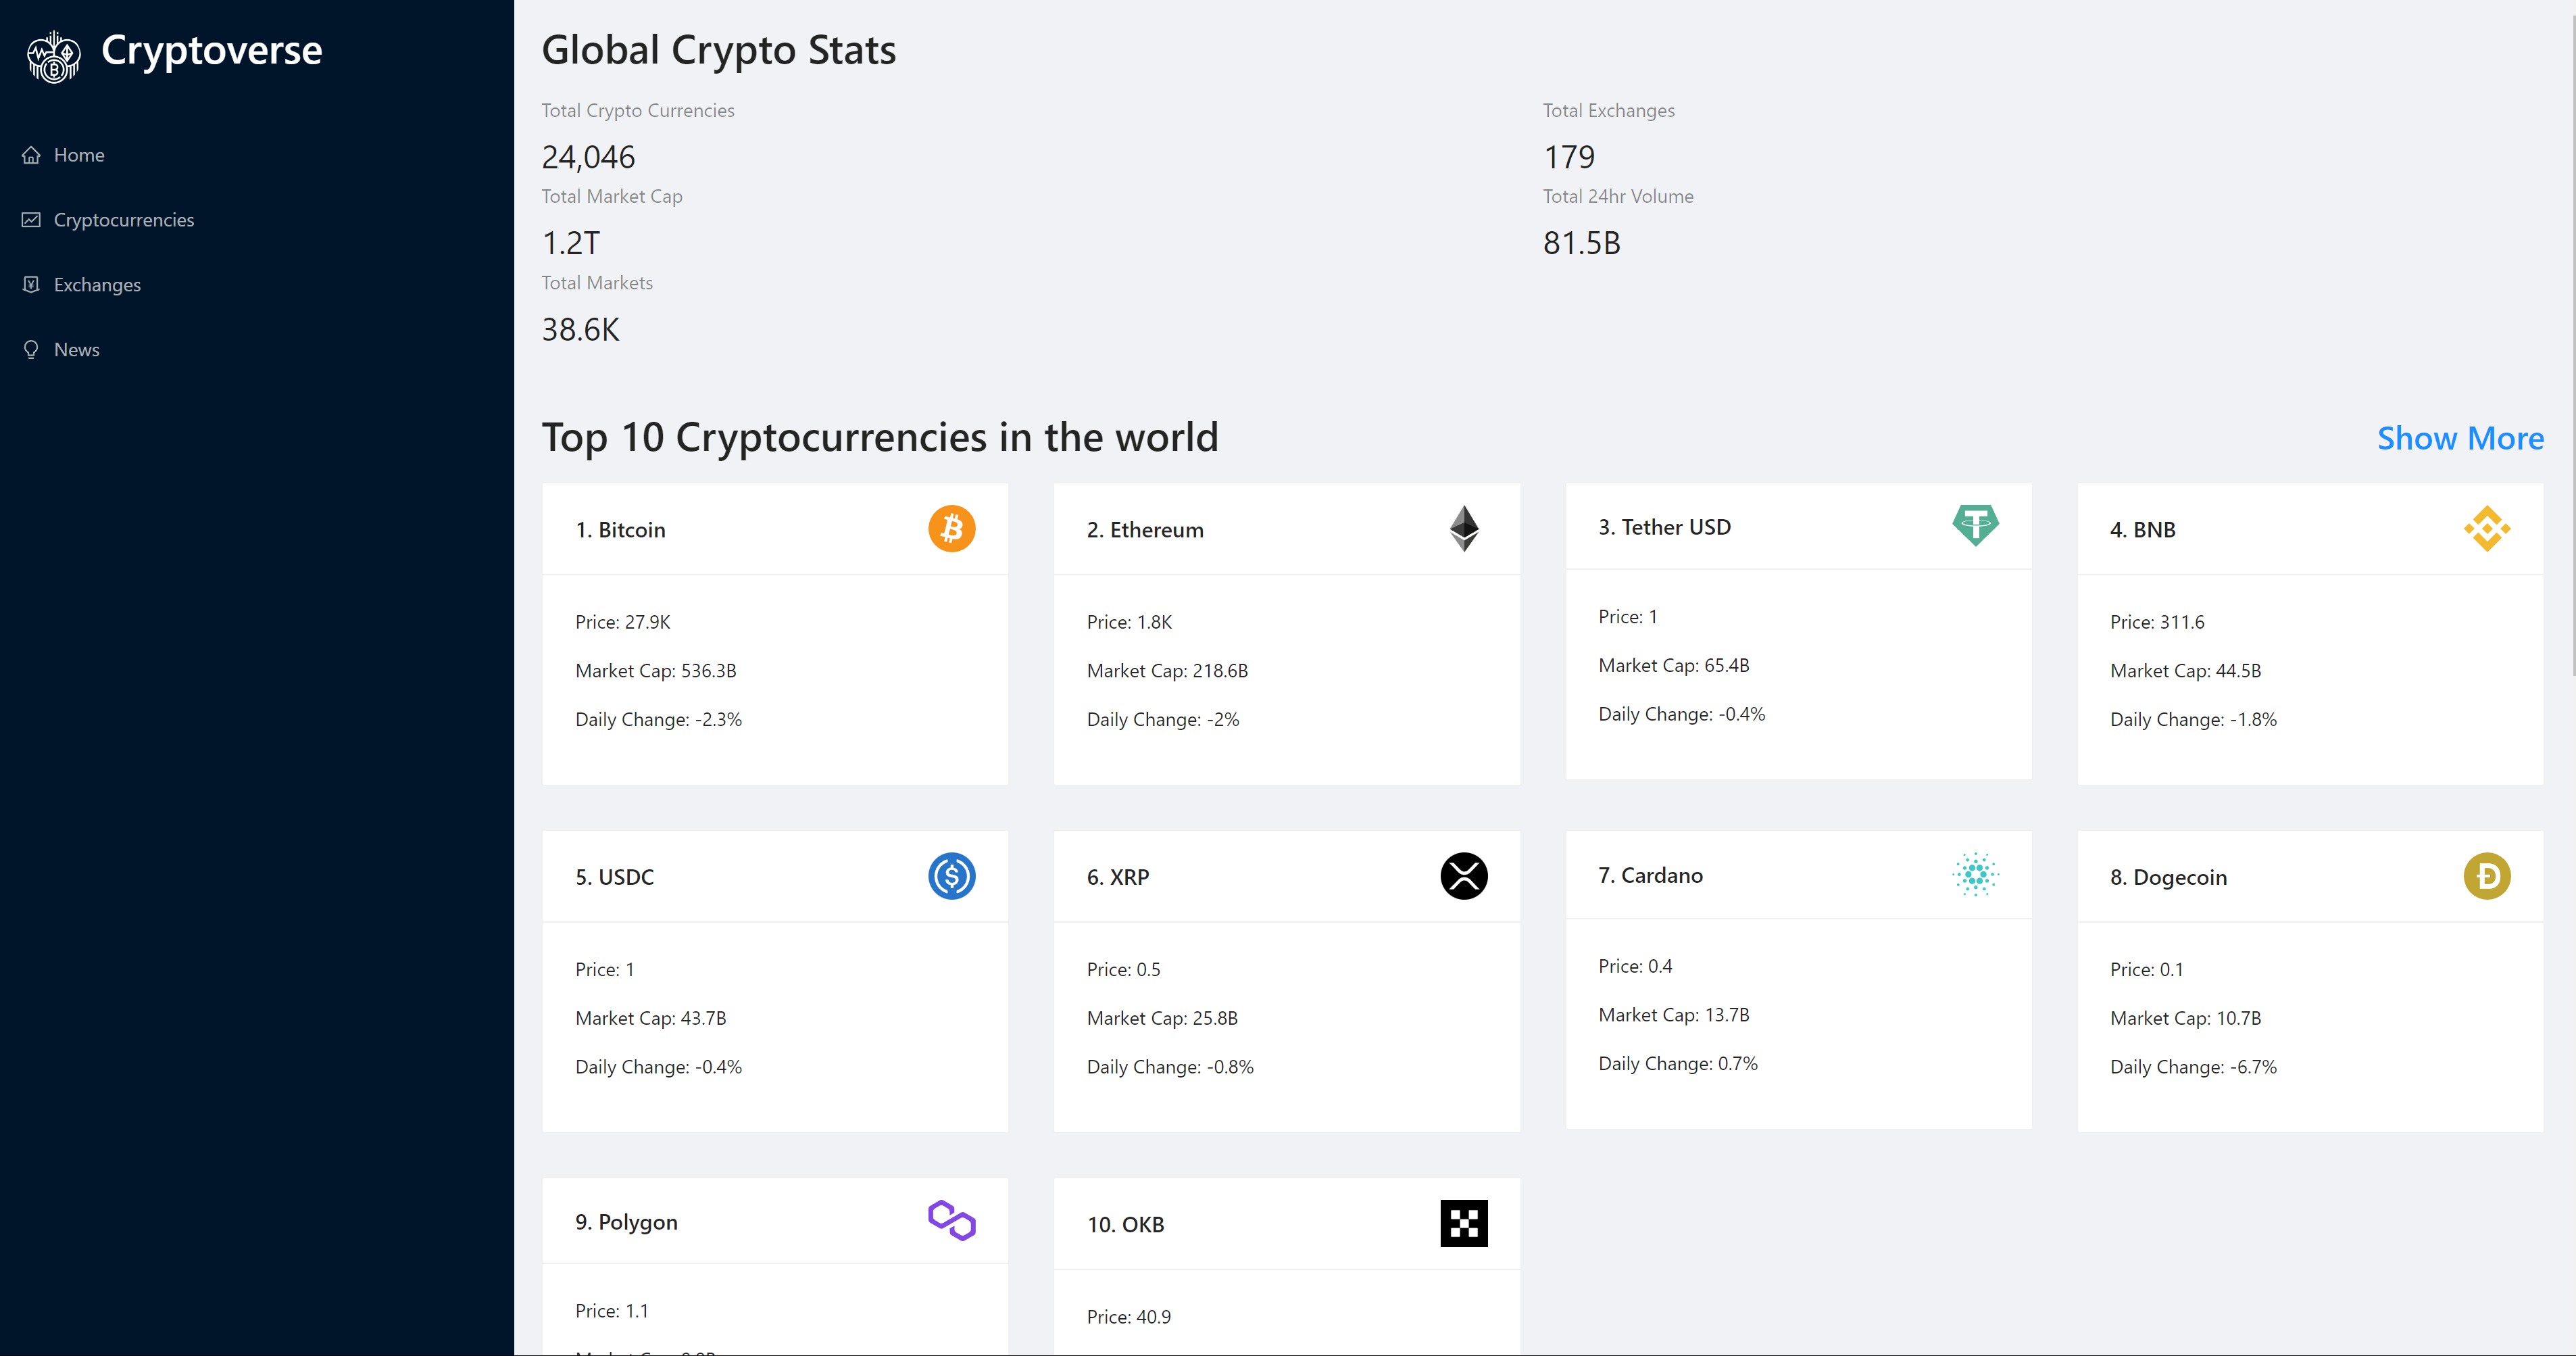 Cryptoverse
Home
Cryptocurrencies
Exchanges
News
Global Crypto Stats
Total Crypto Currencies
24,046
Total Exchanges
179
Total Market Cap
1.2T
Total 24hr Volume
81.5B
Total Markets
38.6K
Top 10 Cryptocurrencies in the world
Show More
1. Bitcoin
Price: 27.9K
Market Cap: 536.3B
Daily Change: -2.3%
2. Ethereum
Price: 1.8K
Market Cap: 218.6B
Daily Change: -2%
3. Tether USD
Price: 1
Market Cap: 65.4B
Daily Change: -0.4%
4. BNB
Price: 311.6
Market Cap: 44.5B
Daily Change: -1.8%
5. USDC
Price: 1
Market Cap: 43.7B
Daily Change: -0.4%
6. XRP
Price: 0.5
Market Cap: 25.8B
Daily Change: -0.8%
7. Cardano
Price: 0.4
Market Cap: 13.7B
Daily Change: 0.7%
8. Dogecoin
Price: 0.1
Market Cap: 10.7B
Daily Change: -6.7%
9. Polygon
Price: 1.1
10. OKB
Price: 40.9